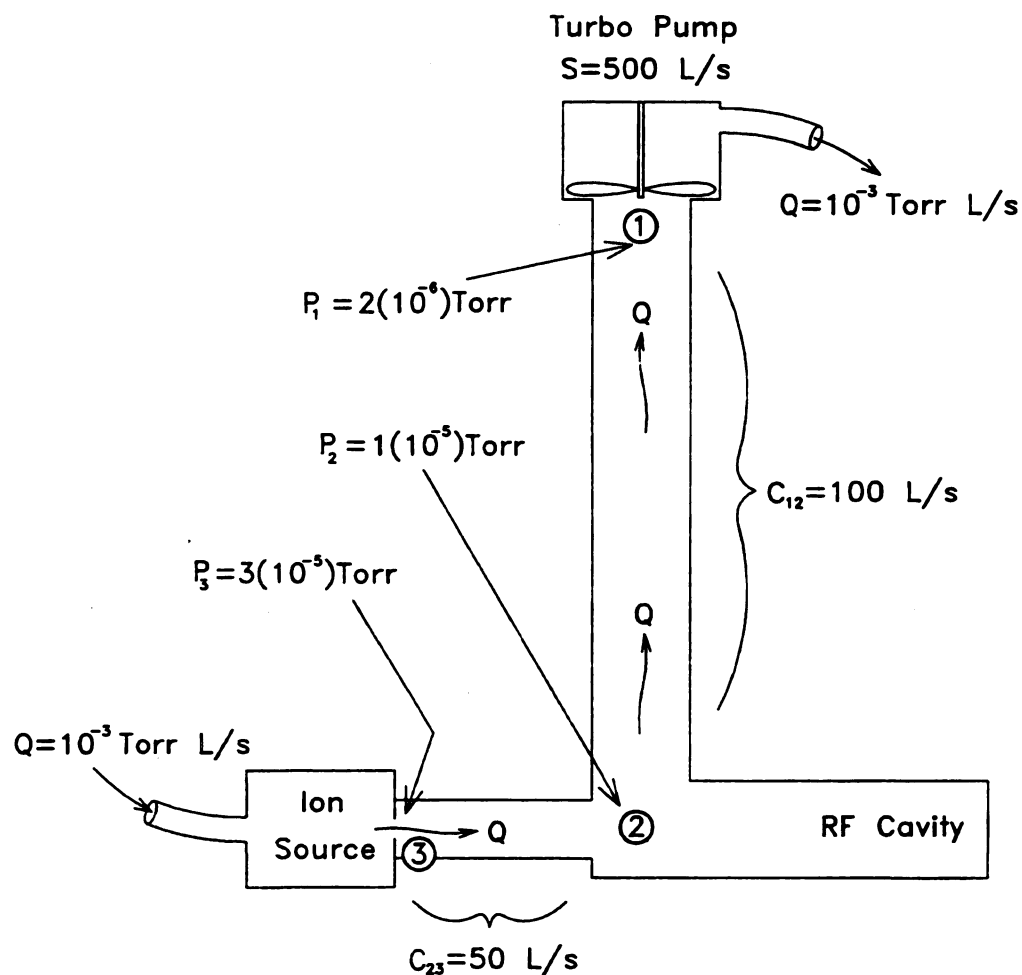 Turbo Pump
S=500 L/s
Q=10⁻³ Torr L/s
①
P₁=2(10⁻⁶)Torr
Q
P₂=1(10⁻⁵)Torr
C₁₂=100 L/s
P₃=3(10⁻⁵)Torr
Q
Q=10⁻³ Torr L/s
Ion
Source
Q
②
RF Cavity
③
C₂₃=50 L/s